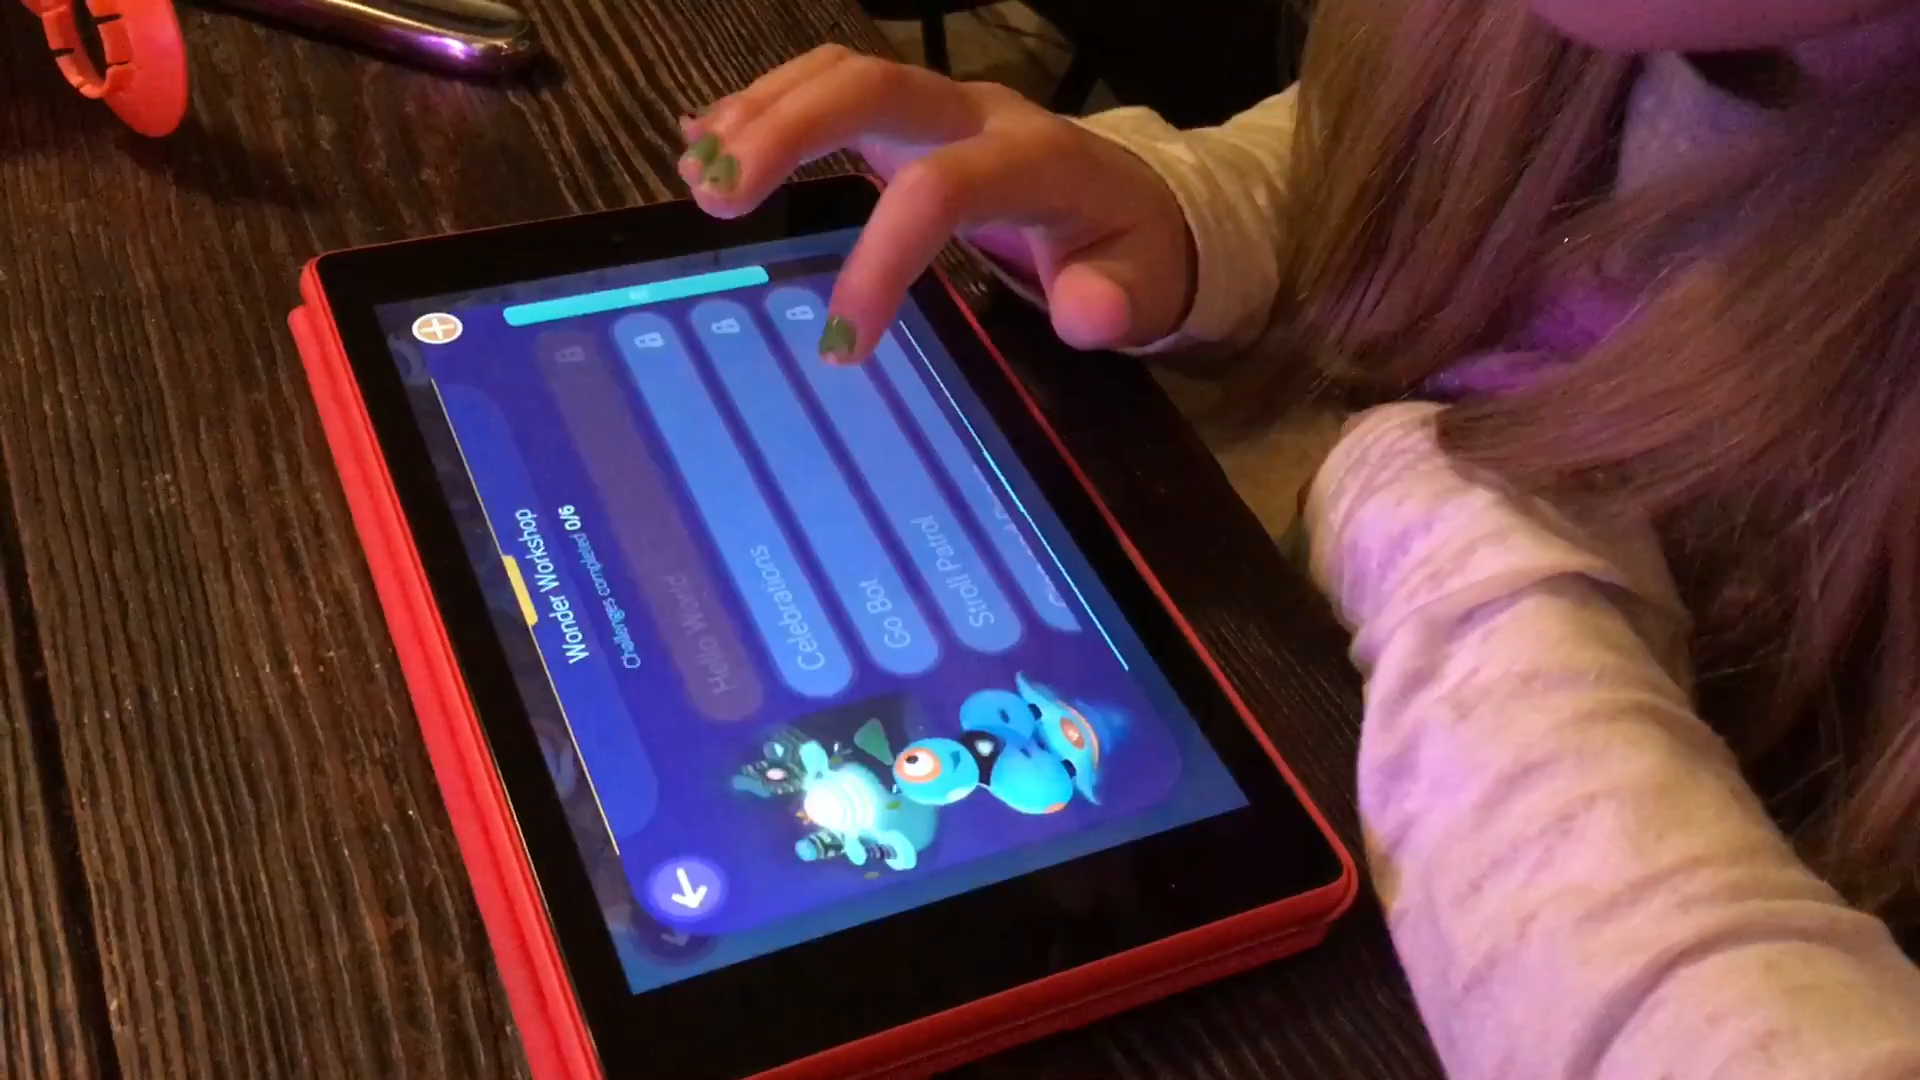 Wonder Workshop
Challenges completed 0/6
Hello World
Celebrations
Go Bot
Stroll Patrol